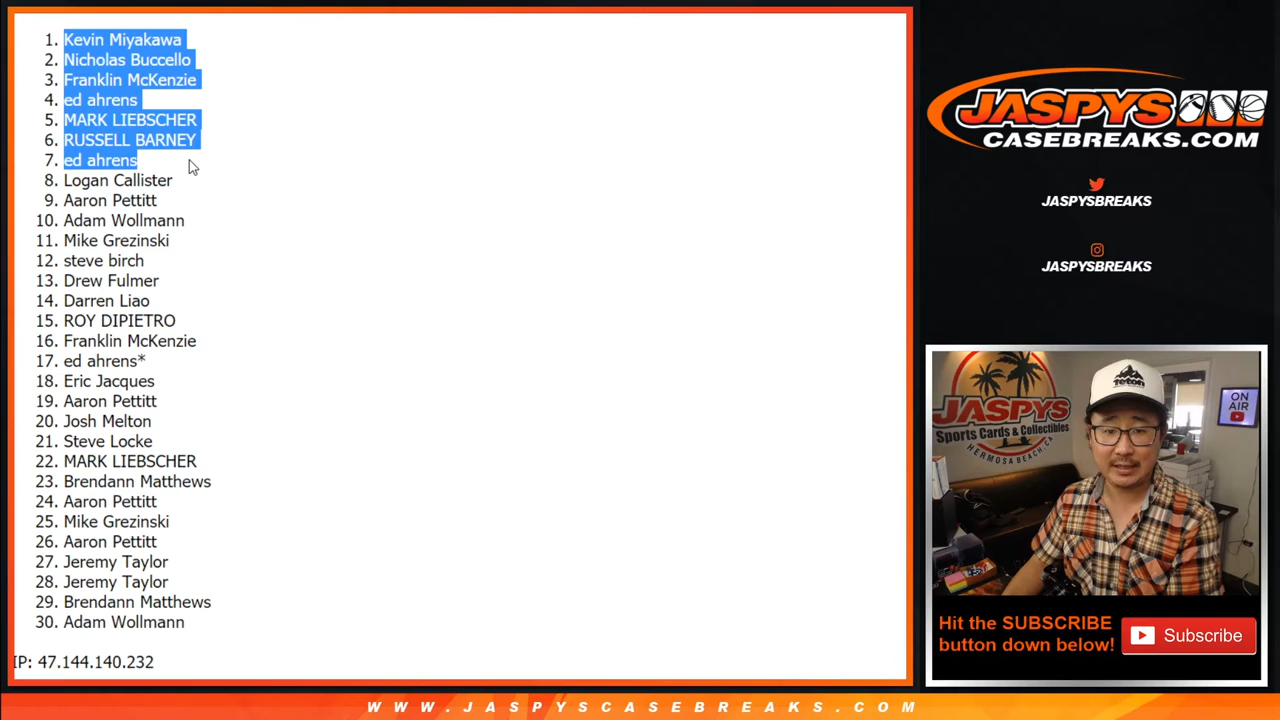 1. Kevin Miyakawa
2. Nicholas Buccello
3. Franklin McKenzie
4. ed ahrens
5. MARK LIEBSCHER
6. RUSSELL BARNEY
7. ed ahrens
8. Logan Callister
9. Aaron Pettitt
10. Adam Wollmann
11. Mike Grezinski
12. steve birch
13. Drew Fulmer
14. Darren Liao
15. ROY DIPIETRO
16. Franklin McKenzie
17. ed ahrens*
18. Eric Jacques
19. Aaron Pettitt
20. Josh Melton
21. Steve Locke
22. MARK LIEBSCHER
23. Brendann Matthews
24. Aaron Pettitt
25. Mike Grezinski
26. Aaron Pettitt
27. Jeremy Taylor
28. Jeremy Taylor
29. Brendann Matthews
30. Adam Wollmann
IP: 47.144.140.232
JASPYS
CASEBREAKS.COM
JASPYSBREAKS
JASPYSBREAKS
JASPYS
Sports Cards & Collectibles
HERMOSA BEACH, CA
Teton
ON
AIR
Hit the SUBSCRIBE
button down below!
Subscribe
WWW.JASPYSCASEBREAKS.COM